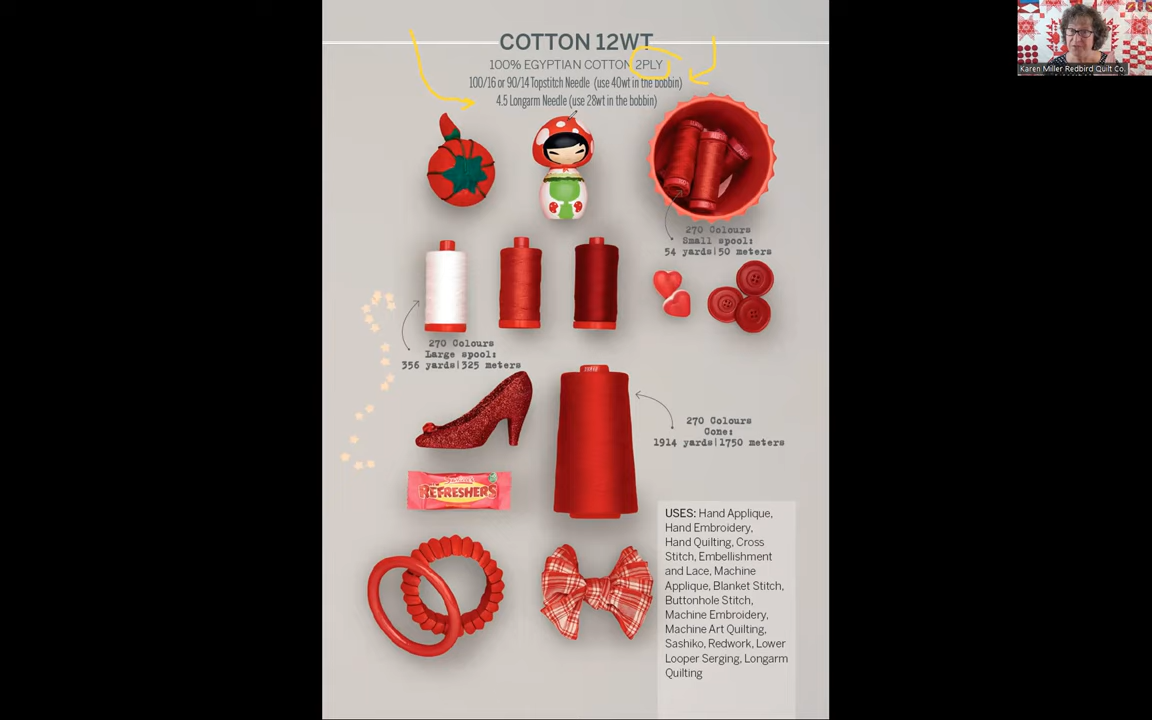 COTTON 12WT
100% EGYPTIAN COTTON 2PLY
100/16 or 90/14 Topstitch Needle (use 40wt in the bobbin)
4.5 Longarm Needle (use 28wt in the bobbin)
Karen Miller Redbird Quilt Co.
270 Colours
Small spool:
54 yards|50 meters
270 Colours
Large spool:
356 yards|325 meters
270 Colours
Cone:
1914 yards|1750 meters
REFRESHERS
USES: Hand Applique,
Hand Embroidery,
Hand Quilting, Cross
Stitch, Embellishment
and Lace, Machine
Applique, Blanket Stitch,
Buttonhole Stitch,
Machine Embroidery,
Machine Art Quilting,
Sashiko, Redwork, Lower
Looper Serging, Longarm
Quilting